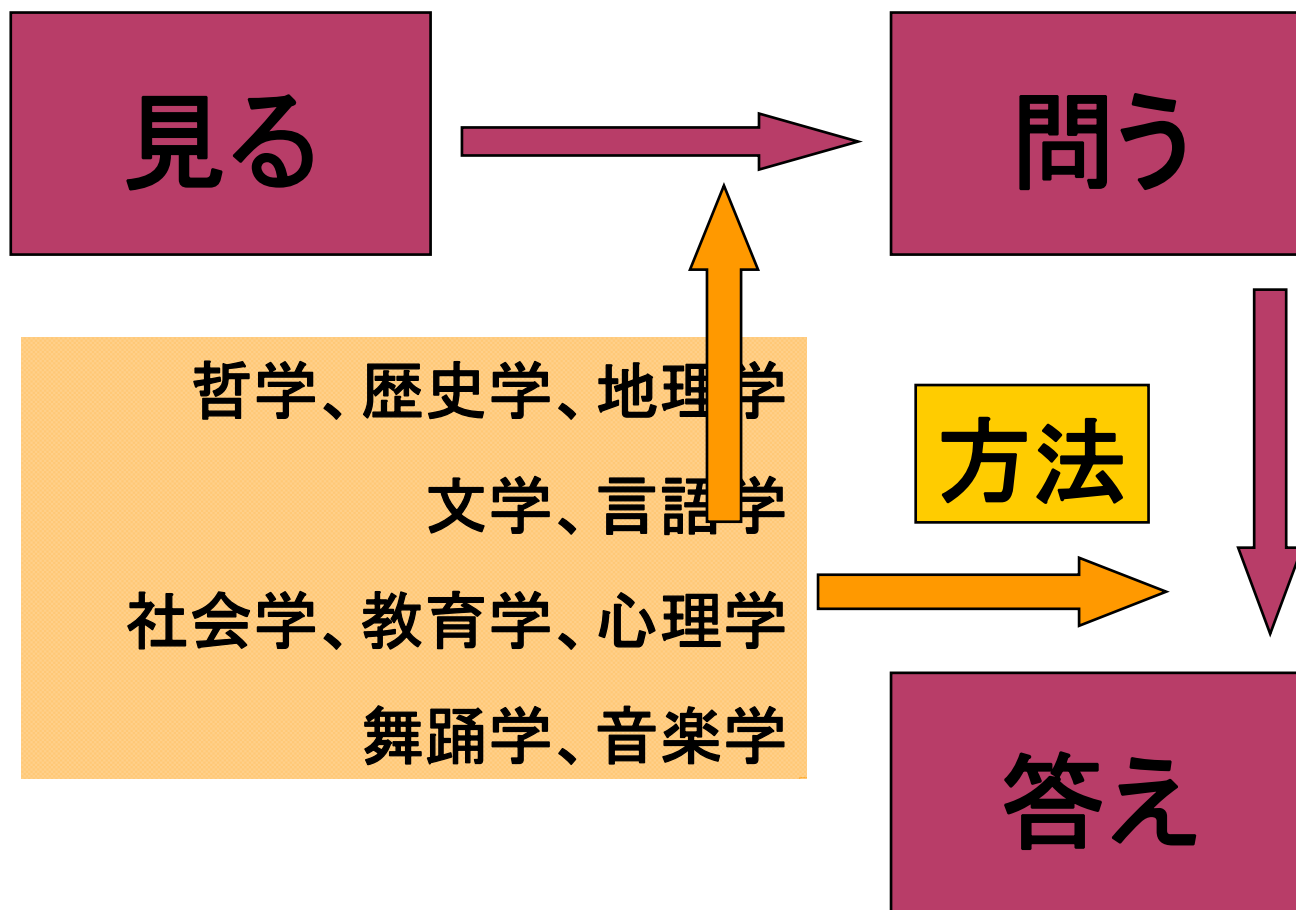 見る
問う
哲学、歴史学、地理学
文学、言語学
方法
社会学、教育学、心理学
舞踊学、音楽学
答え